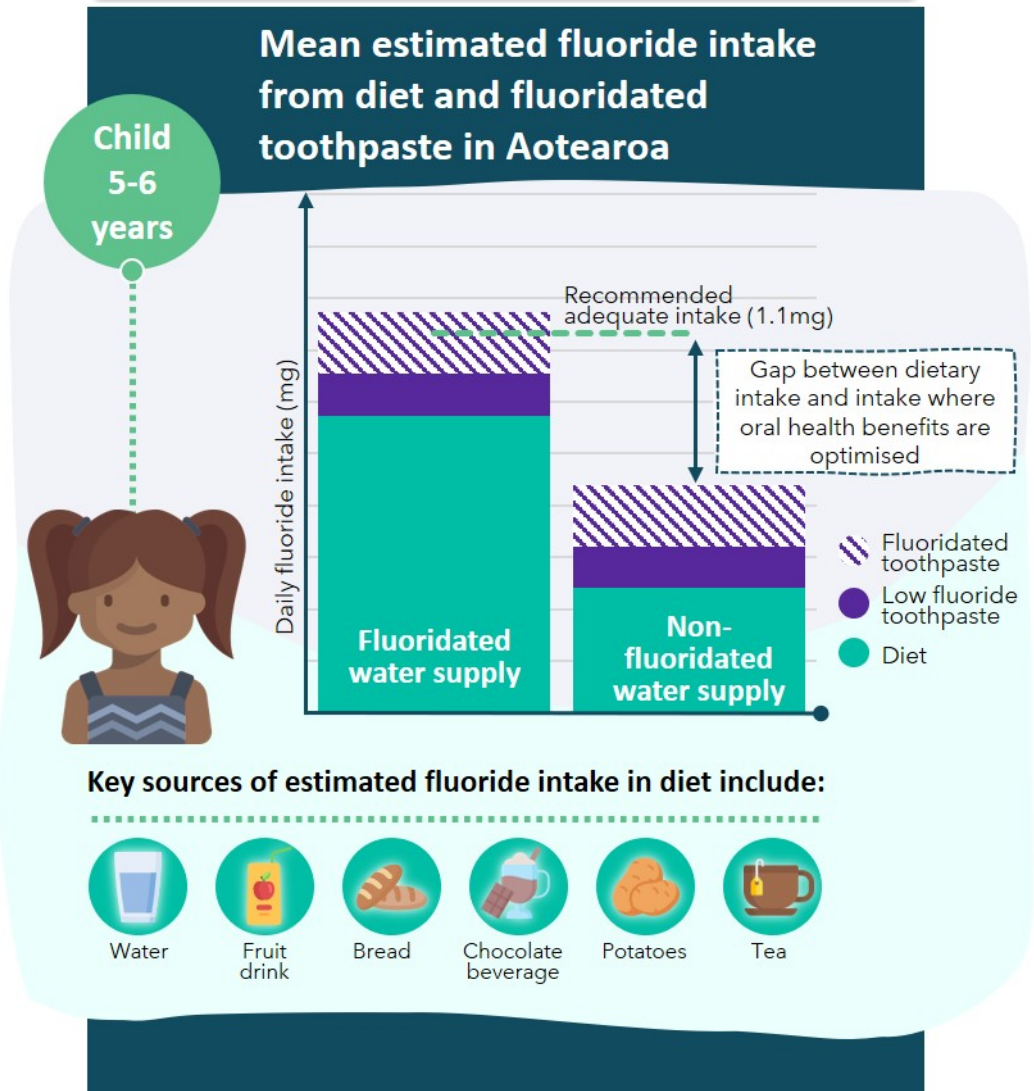 Mean estimated fluoride intake
from diet and fluoridated
toothpaste in Aotearoa
Child
5-6
years
Daily fluoride intake (mg)
Recommended
adequate intake (1.1mg)
Gap between dietary
intake and intake where
oral health benefits are
optimised
Fluoridated
water supply
Non-
fluoridated
water supply
Fluoridated
toothpaste
Low fluoride
toothpaste
Diet
Key sources of estimated fluoride intake in diet include:
Water
Fruit
drink
Bread
Chocolate
beverage
Potatoes
Tea